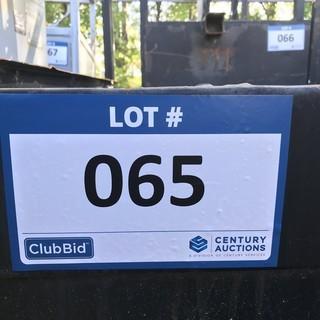 67
066
LOT #
065
ClubBid
CENTURY
AUCTIONS
A DIVISION OF CENTURY SERVICES